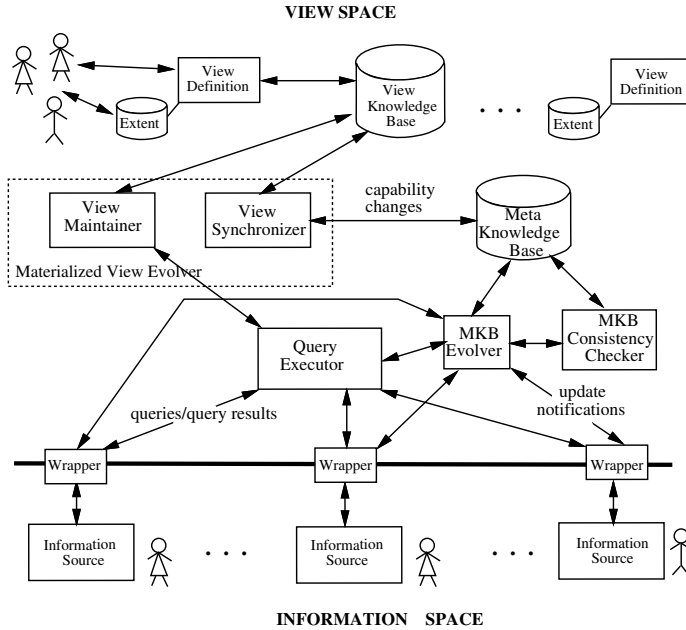 VIEW SPACE
View
Definition
View
Knowledge
Base
Extent
. . .
View
Definition
Extent
View
Maintainer
View
Synchronizer
Materialized View Evolver
capability
changes
Meta
Knowledge
Base
Query
Executor
MKB
Evolver
MKB
Consistency
Checker
queries/query results
update
notifications
Wrapper
Wrapper
Wrapper
Information
Source
. . .
Information
Source
. . .
Information
Source
INFORMATION SPACE